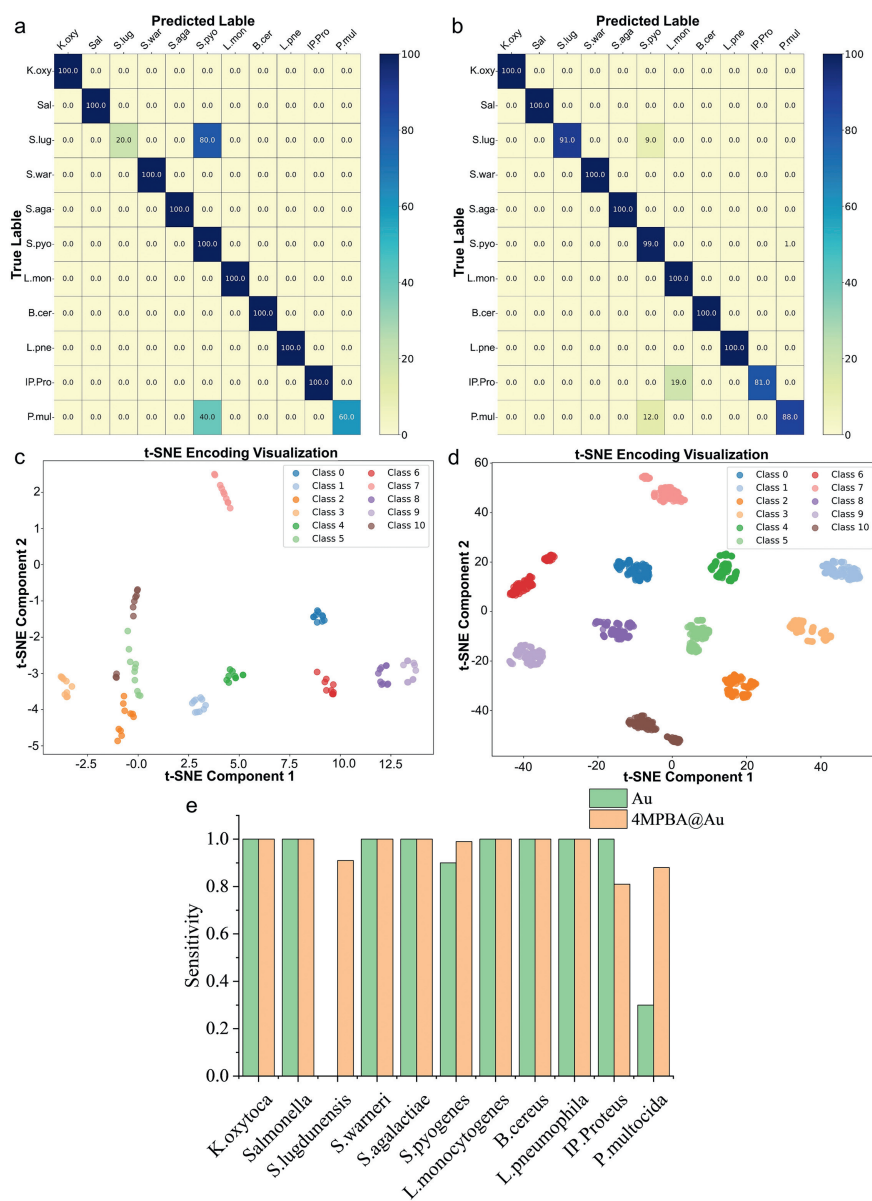 a
Predicted Lable
K.oxy Sal S.lug S.war S.aga S.pyo L.mon B.cer L.pne IP.Pro P.mul
True Lable
K.oxy 100.0 0.0 0.0 0.0 0.0 0.0 0.0 0.0 0.0 0.0 0.0
Sal 0.0 100.0 0.0 0.0 0.0 0.0 0.0 0.0 0.0 0.0 0.0
S.lug 0.0 0.0 20.0 0.0 0.0 80.0 0.0 0.0 0.0 0.0 0.0
S.war 0.0 0.0 0.0 100.0 0.0 0.0 0.0 0.0 0.0 0.0 0.0
S.aga 0.0 0.0 0.0 0.0 100.0 0.0 0.0 0.0 0.0 0.0 0.0
S.pyo 0.0 0.0 0.0 0.0 0.0 100.0 0.0 0.0 0.0 0.0 0.0
L.mon 0.0 0.0 0.0 0.0 0.0 0.0 100.0 0.0 0.0 0.0 0.0
B.cer 0.0 0.0 0.0 0.0 0.0 0.0 0.0 100.0 0.0 0.0 0.0
L.pne 0.0 0.0 0.0 0.0 0.0 0.0 0.0 0.0 100.0 0.0 0.0
IP.Pro 0.0 0.0 0.0 0.0 0.0 0.0 0.0 0.0 0.0 100.0 0.0
P.mul 0.0 0.0 0.0 0.0 0.0 40.0 0.0 0.0 0.0 0.0 60.0
100
80
60
40
20
0
b
Predicted Lable
K.oxy Sal S.lug S.war S.aga S.pyo L.mon B.cer L.pne IP.Pro P.mul
True Lable
K.oxy 100.0 0.0 0.0 0.0 0.0 0.0 0.0 0.0 0.0 0.0 0.0
Sal 0.0 100.0 0.0 0.0 0.0 0.0 0.0 0.0 0.0 0.0 0.0
S.lug 0.0 0.0 91.0 0.0 0.0 9.0 0.0 0.0 0.0 0.0 0.0
S.war 0.0 0.0 0.0 100.0 0.0 0.0 0.0 0.0 0.0 0.0 0.0
S.aga 0.0 0.0 0.0 0.0 100.0 0.0 0.0 0.0 0.0 0.0 0.0
S.pyo 0.0 0.0 0.0 0.0 0.0 99.0 0.0 0.0 0.0 0.0 1.0
L.mon 0.0 0.0 0.0 0.0 0.0 0.0 100.0 0.0 0.0 0.0 0.0
B.cer 0.0 0.0 0.0 0.0 0.0 0.0 0.0 100.0 0.0 0.0 0.0
L.pne 0.0 0.0 0.0 0.0 0.0 0.0 0.0 0.0 100.0 0.0 0.0
IP.Pro 0.0 0.0 0.0 0.0 0.0 0.0 19.0 0.0 0.0 81.0 0.0
P.mul 0.0 0.0 0.0 0.0 0.0 12.0 0.0 0.0 0.0 0.0 88.0
100
80
60
40
20
0
c
t-SNE Encoding Visualization
t-SNE Component 2
2
1
0
-1
-2
-3
-4
-5
Class 0 Class 6
Class 1 Class 7
Class 2 Class 8
Class 3 Class 9
Class 4 Class 10
Class 5
-2.5 -0.0 2.5 5.0 7.5 10.0 12.5
t-SNE Component 1
d
t-SNE Encoding Visualization
t-SNE Component 2
60
40
20
0
-20
-40
Class 0 Class 6
Class 1 Class 7
Class 2 Class 8
Class 3 Class 9
Class 4 Class 10
Class 5
-40 -20 0 20 40
t-SNE Component 1
e
Au
4MPBA@Au
Sensitivity
1.0
0.8
0.6
0.4
0.2
0.0
K.oxytoca
Salmonella
S.lugdunensis
S.warneri
S.agalactiae
S.pyogenes
L.monocytogenes
B.cereus
L.pneumophila
IP.Proteus
P.multocida